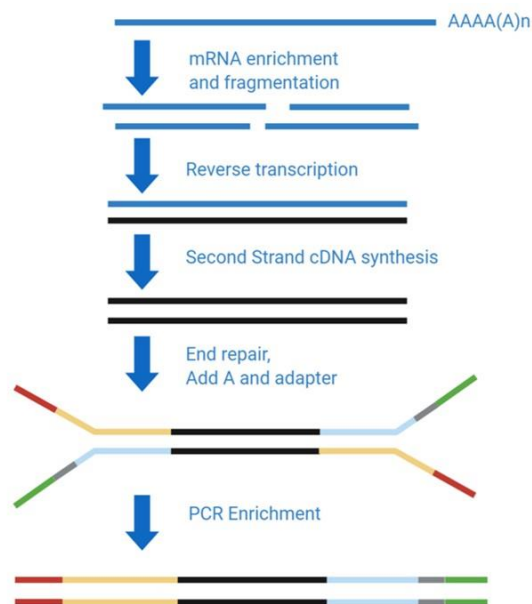 AAAA(A)n
mRNA enrichment
and fragmentation
Reverse transcription
Second Strand cDNA synthesis
End repair,
Add A and adapter
PCR Enrichment